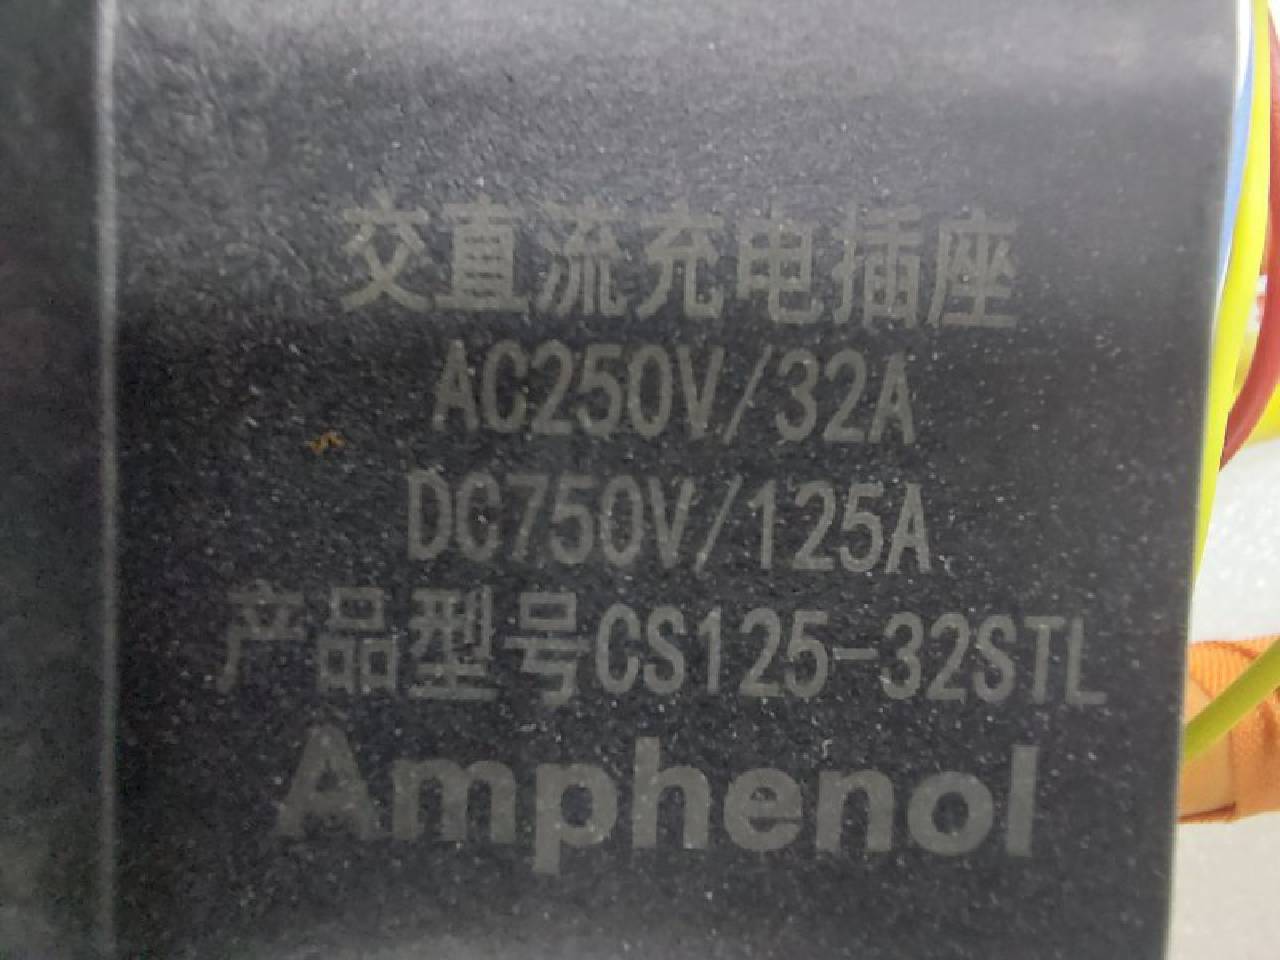 交直流充电插座
AC250V/32A
DC750V/125A
产品型号CS125-32STL
Amphenol